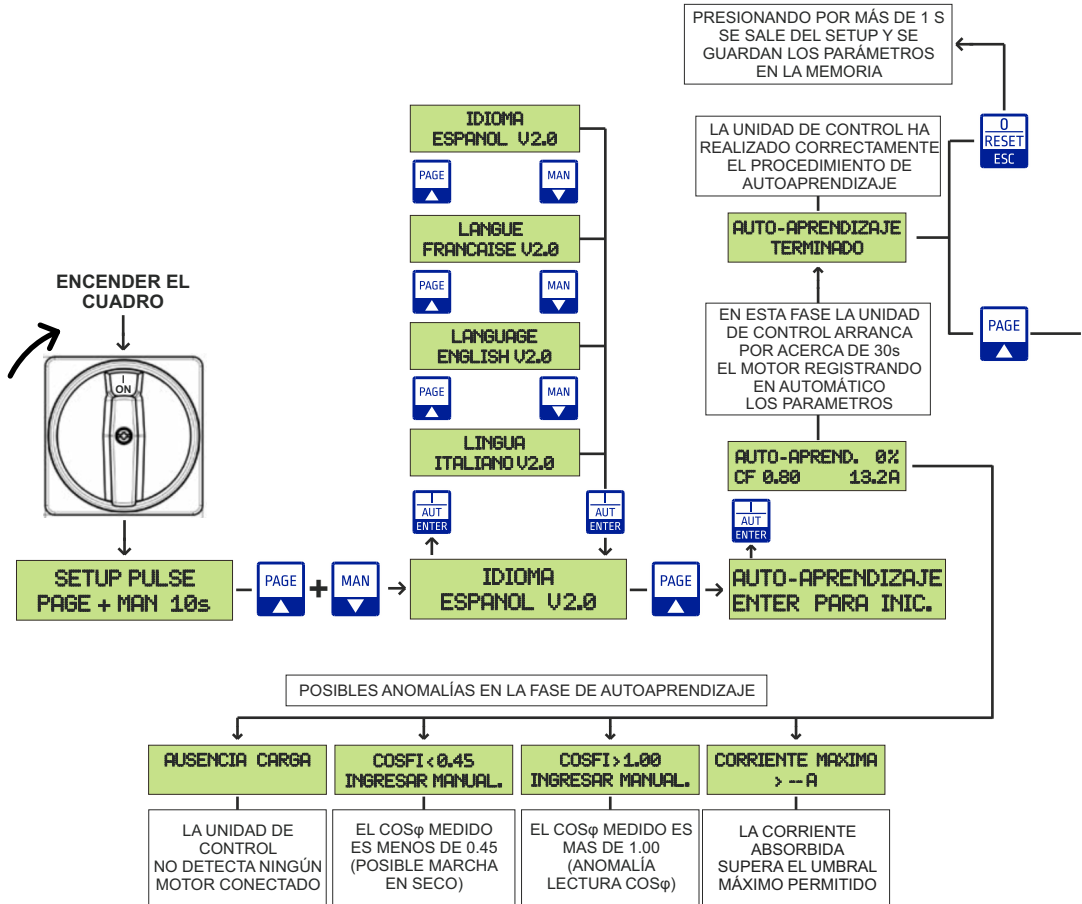 PRESIONANDO POR MÁS DE 1 S
SE SALE DEL SETUP Y SE
GUARDAN LOS PARÁMETROS
EN LA MEMORIA
0
RESET
ESC
IDIOMA
ESPANOL V2.0
PAGE
MAN
LANGUE
FRANCAISE V2.0
PAGE
MAN
LANGUAGE
ENGLISH V2.0
PAGE
MAN
LINGUA
ITALIANO V2.0
I
AUT
ENTER
I
AUT
ENTER
LA UNIDAD DE CONTROL HA
REALIZADO CORRECTAMENTE
EL PROCEDIMIENTO DE
AUTOAPRENDIZAJE
AUTO-APRENDIZAJE
TERMINADO
PAGE
EN ESTA FASE LA UNIDAD
DE CONTROL ARRANCA
POR ACERCA DE 30s
EL MOTOR REGISTRANDO
EN AUTOMÁTICO
LOS PARAMETROS
AUTO-APREND. 0%
CF 0.80 13.2A
I
AUT
ENTER
ENCENDER EL
CUADRO
I
ON
SETUP PULSE
PAGE + MAN 10s
PAGE
+
MAN
IDIOMA
ESPANOL V2.0
PAGE
AUTO-APRENDIZAJE
ENTER PARA INIC.
POSIBLES ANOMALÍAS EN LA FASE DE AUTOAPRENDIZAJE
AUSENCIA CARGA
COSFI<0.45
INGRESAR MANUAL.
COSFI>1.00
INGRESAR MANUAL.
CORRIENTE MAXIMA
> -- A
LA UNIDAD DE
CONTROL
NO DETECTA NINGÚN
MOTOR CONECTADO
EL COSφ MEDIDO
ES MENOS DE 0.45
(POSIBLE MARCHA
EN SECO)
EL COSφ MEDIDO ES
MAS DE 1.00
(ANOMALÍA
LECTURA COSφ)
LA CORRIENTE
ABSORBIDA
SUPERA EL UMBRAL
MÁXIMO PERMITIDO